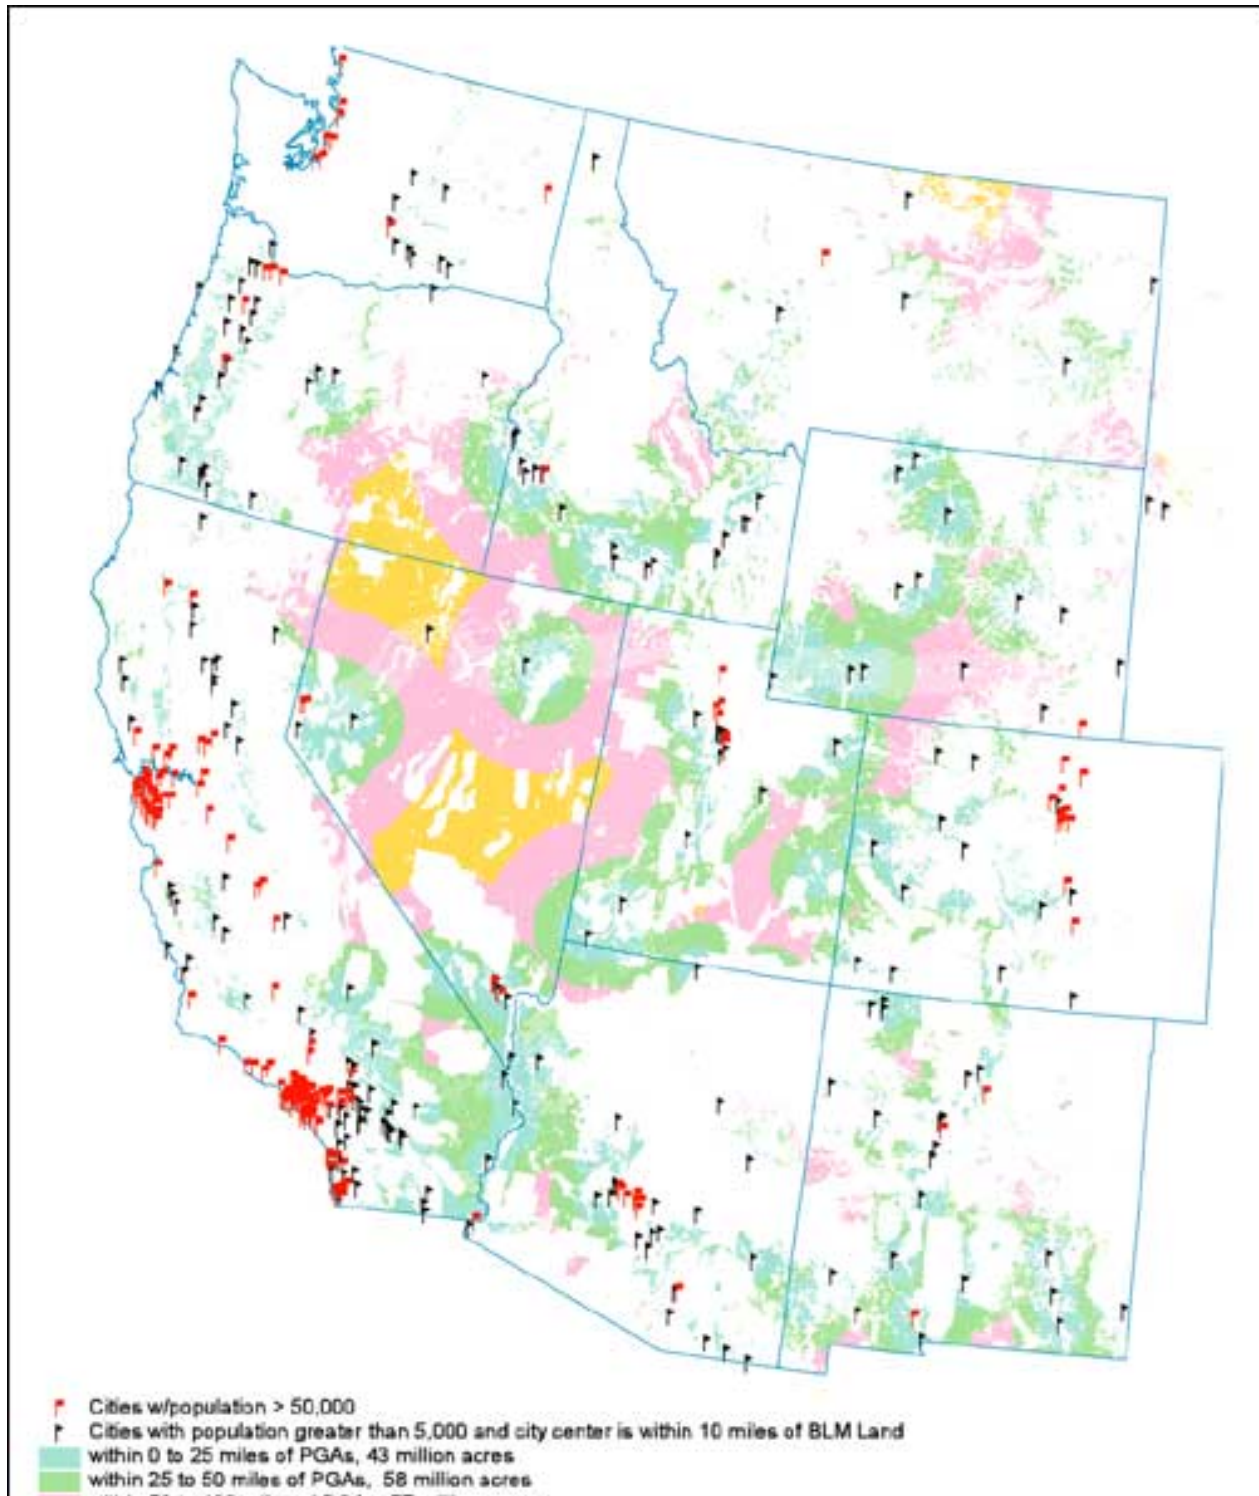 Cities w/population > 50,000
Cities with population greater than 5,000 and city center is within 10 miles of BLM Land
within 0 to 25 miles of PGAs, 43 million acres
within 25 to 50 miles of PGAs, 58 million acres